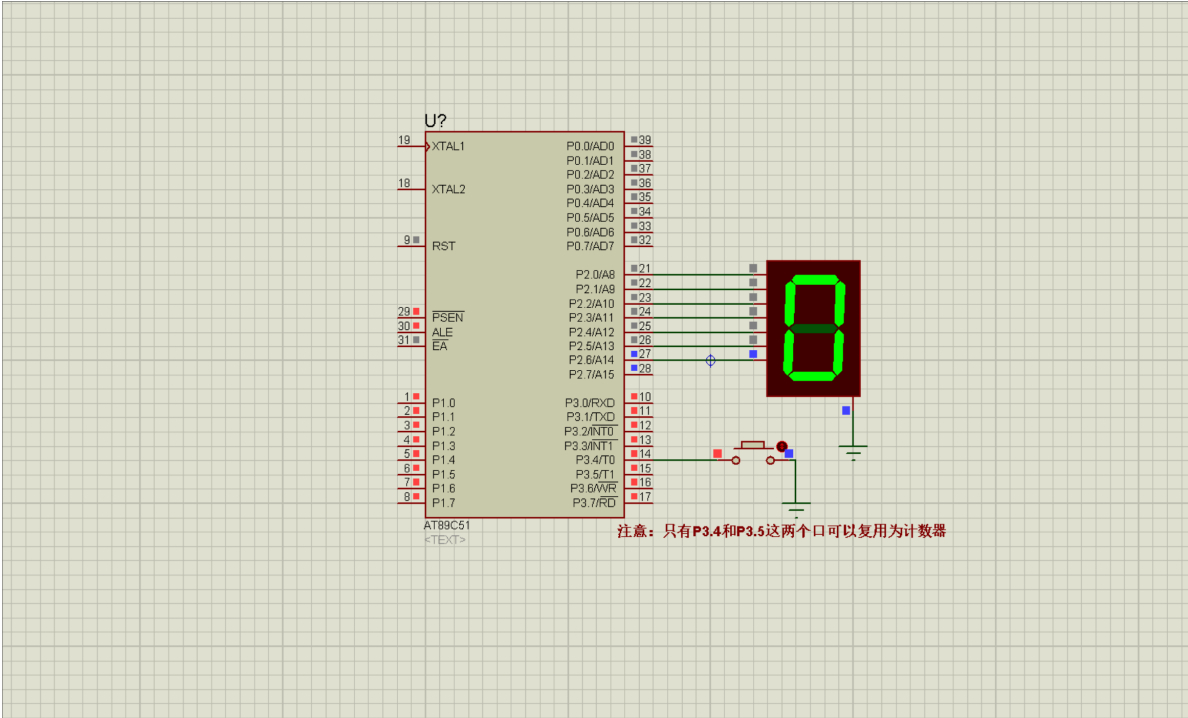 U?
19 XTAL1 P0.0/AD0 39
P0.1/AD1 38
P0.2/AD2 37
18 XTAL2 P0.3/AD3 36
P0.4/AD4 35
P0.5/AD5 34
P0.6/AD6 33
9 RST P0.7/AD7 32
P2.0/A8 21
P2.1/A9 22
P2.2/A10 23
29 PSEN P2.3/A11 24
30 ALE P2.4/A12 25
31 EA P2.5/A13 26
P2.6/A14 27
P2.7/A15 28
1 P1.0 P3.0/RXD 10
2 P1.1 P3.1/TXD 11
3 P1.2 P3.2/INT0 12
4 P1.3 P3.3/INT1 13
5 P1.4 P3.4/T0 14
6 P1.5 P3.5/T1 15
7 P1.6 P3.6/WR 16
8 P1.7 P3.7/RD 17
0
AT89C51
<TEXT>
注意：只有P3.4和P3.5这两个口可以复用为计数器